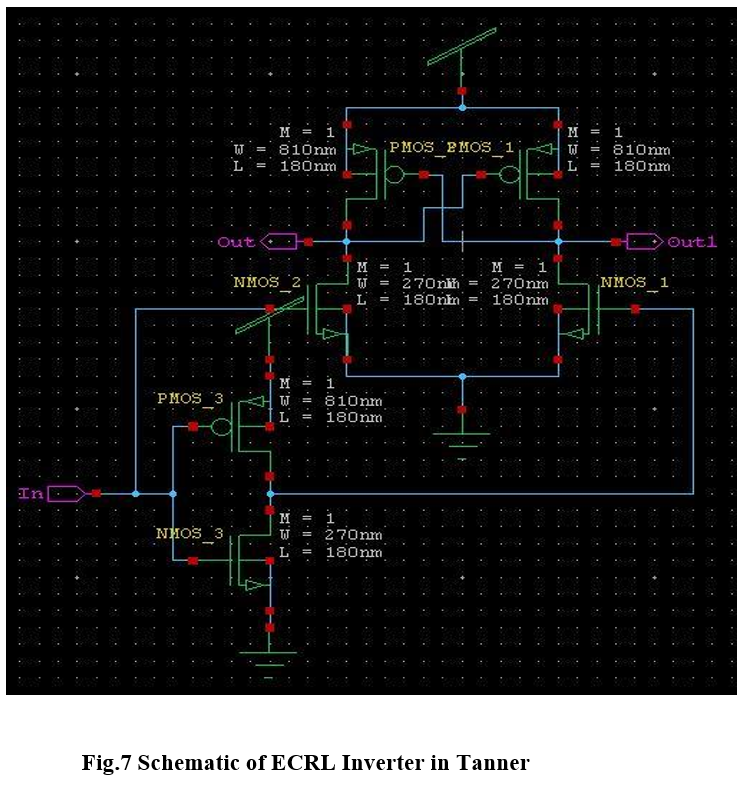 M = 1
W = 810nm
L = 180nm
PMOS_2
PMOS_1
M = 1
W = 810nm
L = 180nm
Out
Out1
NMOS_2
M = 1
W = 270nm
L = 180nm
M = 1
W = 270nm
L = 180nm
NMOS_1
PMOS_3
M = 1
W = 810nm
L = 180nm
In
NMOS_3
M = 1
W = 270nm
L = 180nm
Fig.7 Schematic of ECRL Inverter in Tanner